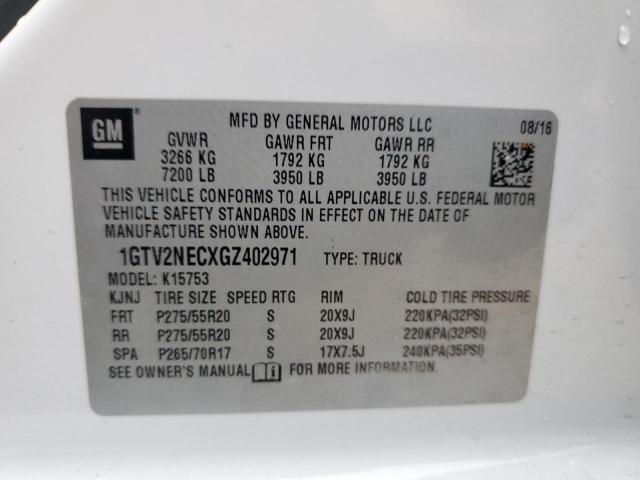 GM
®
MFD BY GENERAL MOTORS LLC 08/16
GVWR GAWR FRT GAWR RR
3266 KG 1792 KG 1792 KG
7200 LB 3950 LB 3950 LB
THIS VEHICLE CONFORMS TO ALL APPLICABLE U.S. FEDERAL MOTOR
VEHICLE SAFETY STANDARDS IN EFFECT ON THE DATE OF
MANUFACTURE SHOWN ABOVE.
1GTV2NECXGZ402971 TYPE: TRUCK
MODEL: K15753
KJNJ TIRE SIZE SPEED RTG RIM COLD TIRE PRESSURE
FRT P275/55R20 S 20X9J 220KPA(32PSI)
RR P275/55R20 S 20X9J 220KPA(32PSI)
SPA P265/70R17 S 17X7.5J 240KPA(35PSI)
SEE OWNER'S MANUAL i FOR MORE INFORMATION.